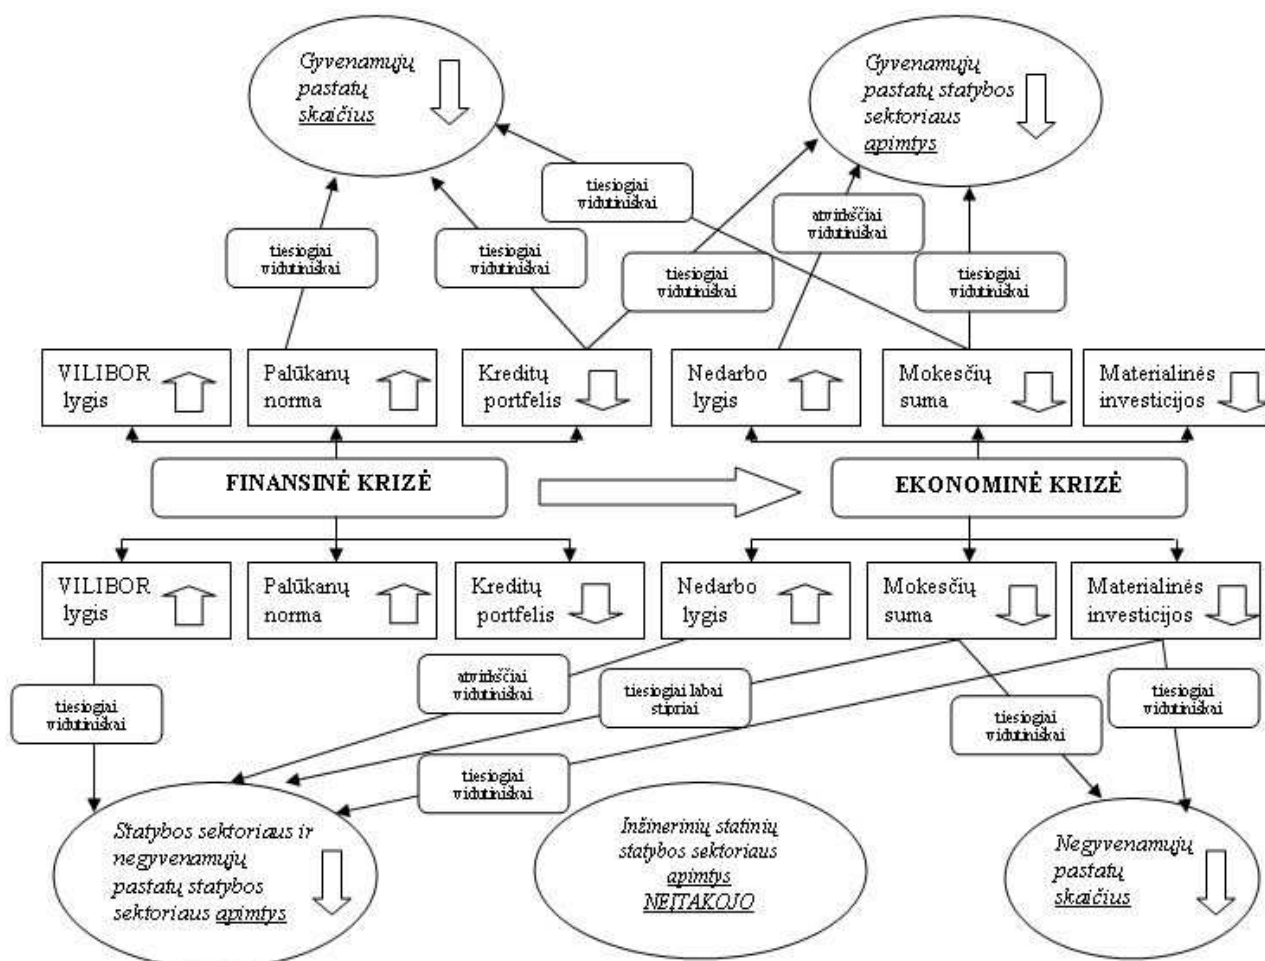 Gyvenamųjų
pastatų
skaičius
Gyvenamųjų
pastatų statybos
sektoriaus
apimtys
tiesiogiai
vidutiniškai
atvirkščiai
vidutiniškai
tiesiogiai
vidutiniškai
tiesiogiai
vidutiniškai
tiesiogiai
vidutiniškai
tiesiogiai
vidutiniškai
VILIBOR
lygis
Palūkanų
norma
Kreditų
portfelis
Nedarbo
lygis
Mokesčių
suma
Materialinės
investicijos
FINANSINĖ KRIZĖ
EKONOMINĖ KRIZĖ
VILIBOR
lygis
Palūkanų
norma
Kreditų
portfelis
Nedarbo
lygis
Mokesčių
suma
Materialinės
investicijos
tiesiogiai
vidutiniškai
atvirkščiai
vidutiniškai
tiesiogiai labai
stipriai
tiesiogiai
vidutiniškai
tiesiogiai
vidutiniškai
tiesiogiai
vidutiniškai
Statybos sektoriaus ir
negyvenamųjų
pastatų statybos
sektoriaus apimtys
Inžinerinių statinių
statybos sektoriaus
apimtys
NEĮTAKOJO
Negyvenamųjų
pastatų
skaičius